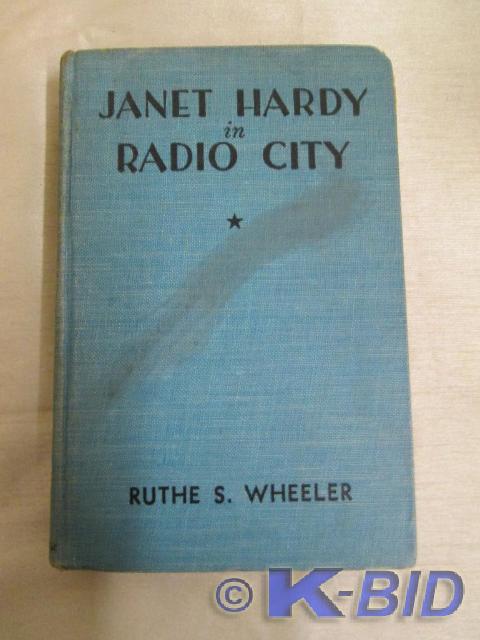 JANET HARDY
in
RADIO CITY
★
RUTHE S. WHEELER
© K-BID